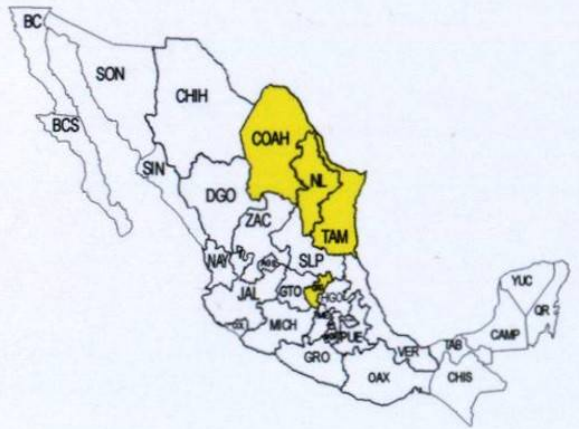 BC
SON
CHIH
BCS
COAH
SIN
NL
DGO
ZAC
TAM
NAY
SLP
JAL
GTO
HGO
MICH
PUE
GRO
VER
OAX
TAB
CAMP
YUC
QR
CHIS